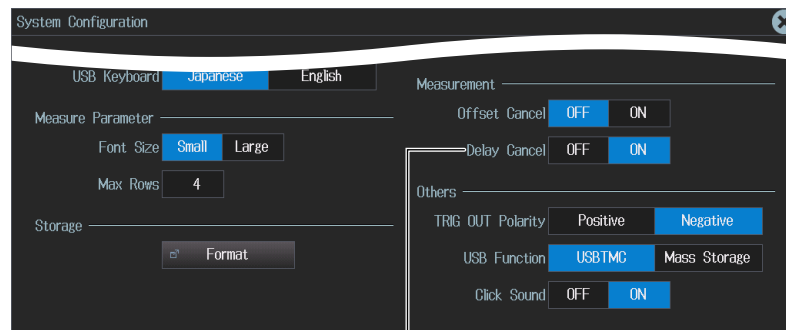 System Configuration
USB Keyboard Japanese English
Measure Parameter
Font Size Small Large
Max Rows 4
Storage
Format
Measurement
Offset Cancel OFF ON
Delay Cancel OFF ON
Others
TRIG OUT Polarity Positive Negative
USB Function USBTMC Mass Storage
Click Sound OFF ON